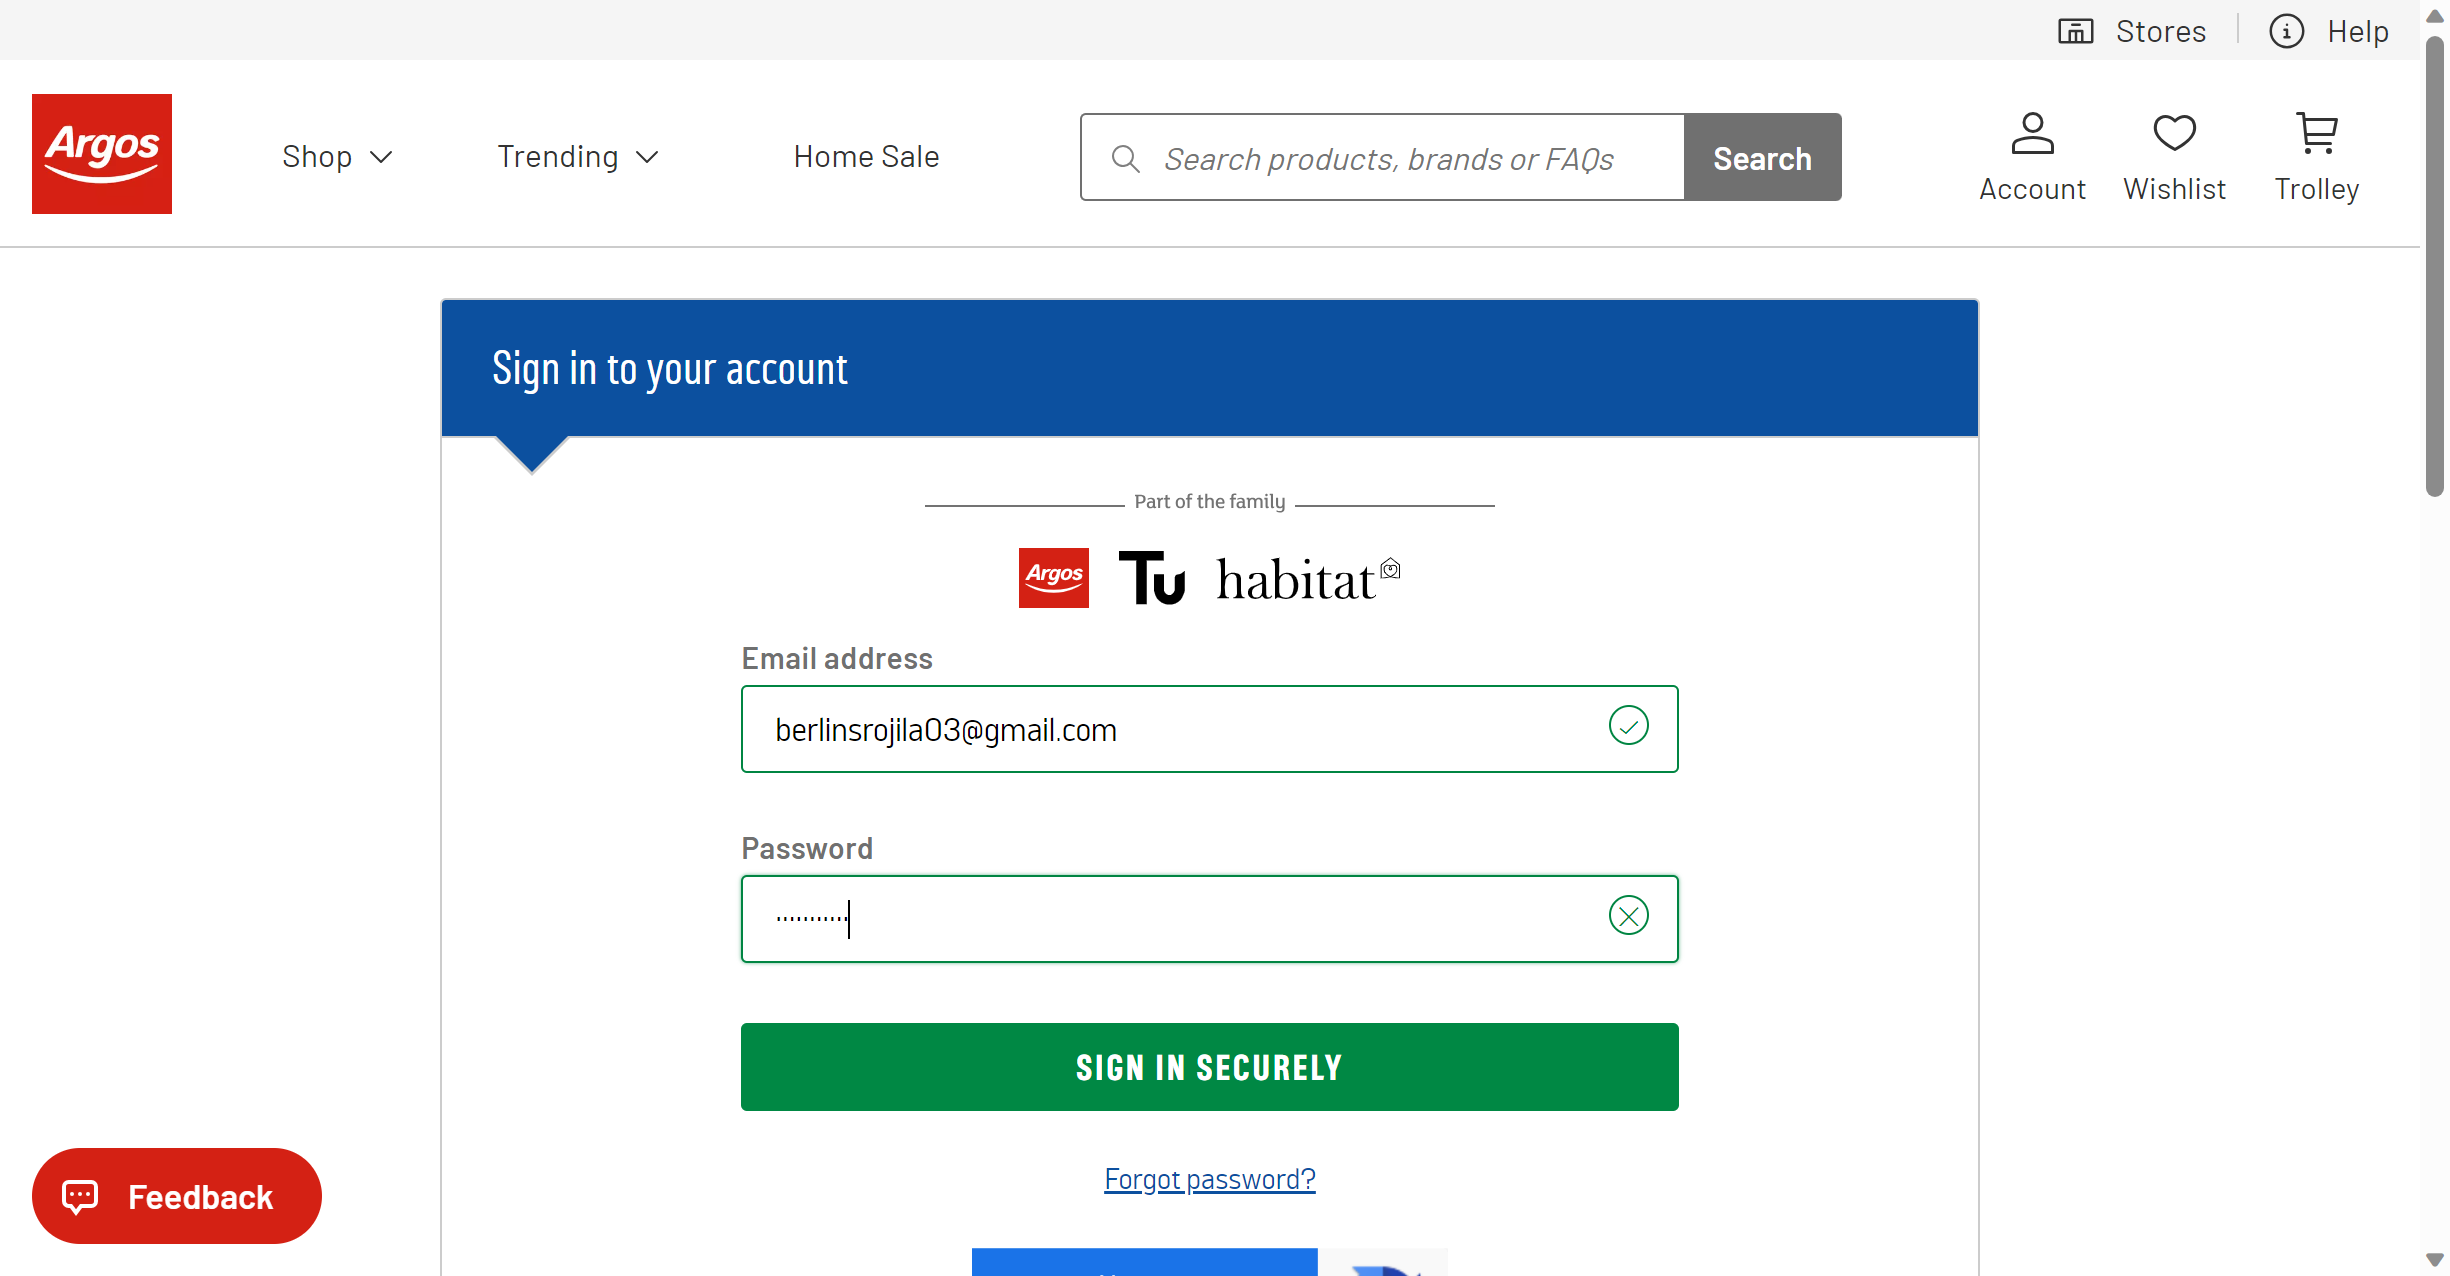 Stores
Help
Argos
Shop
Trending
Home Sale
Search products, brands or FAQs
Search
Account
Wishlist
Trolley
Sign in to your account
Part of the family
Argos Tu habitat
Email address
berlinsrojila03@gmail.com
Password
SIGN IN SECURELY
Forgot password?
Feedback